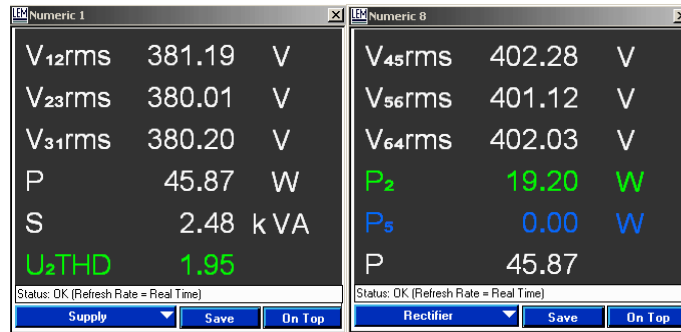 LEM Numeric 1 X
V₁₂rms 381.19 V
V₂₃rms 380.01 V
V₃₁rms 380.20 V
P 45.87 W
S 2.48 kVA
U₂THD 1.95
Status: OK (Refresh Rate = Real Time)
Supply Save On Top
LEM Numeric 8 X
V₄₅rms 402.28 V
V₅₆rms 401.12 V
V₆₄rms 402.03 V
P₂ 19.20 W
P₅ 0.00 W
P 45.87
Status: OK (Refresh Rate = Real Time)
Rectifier Save On Top